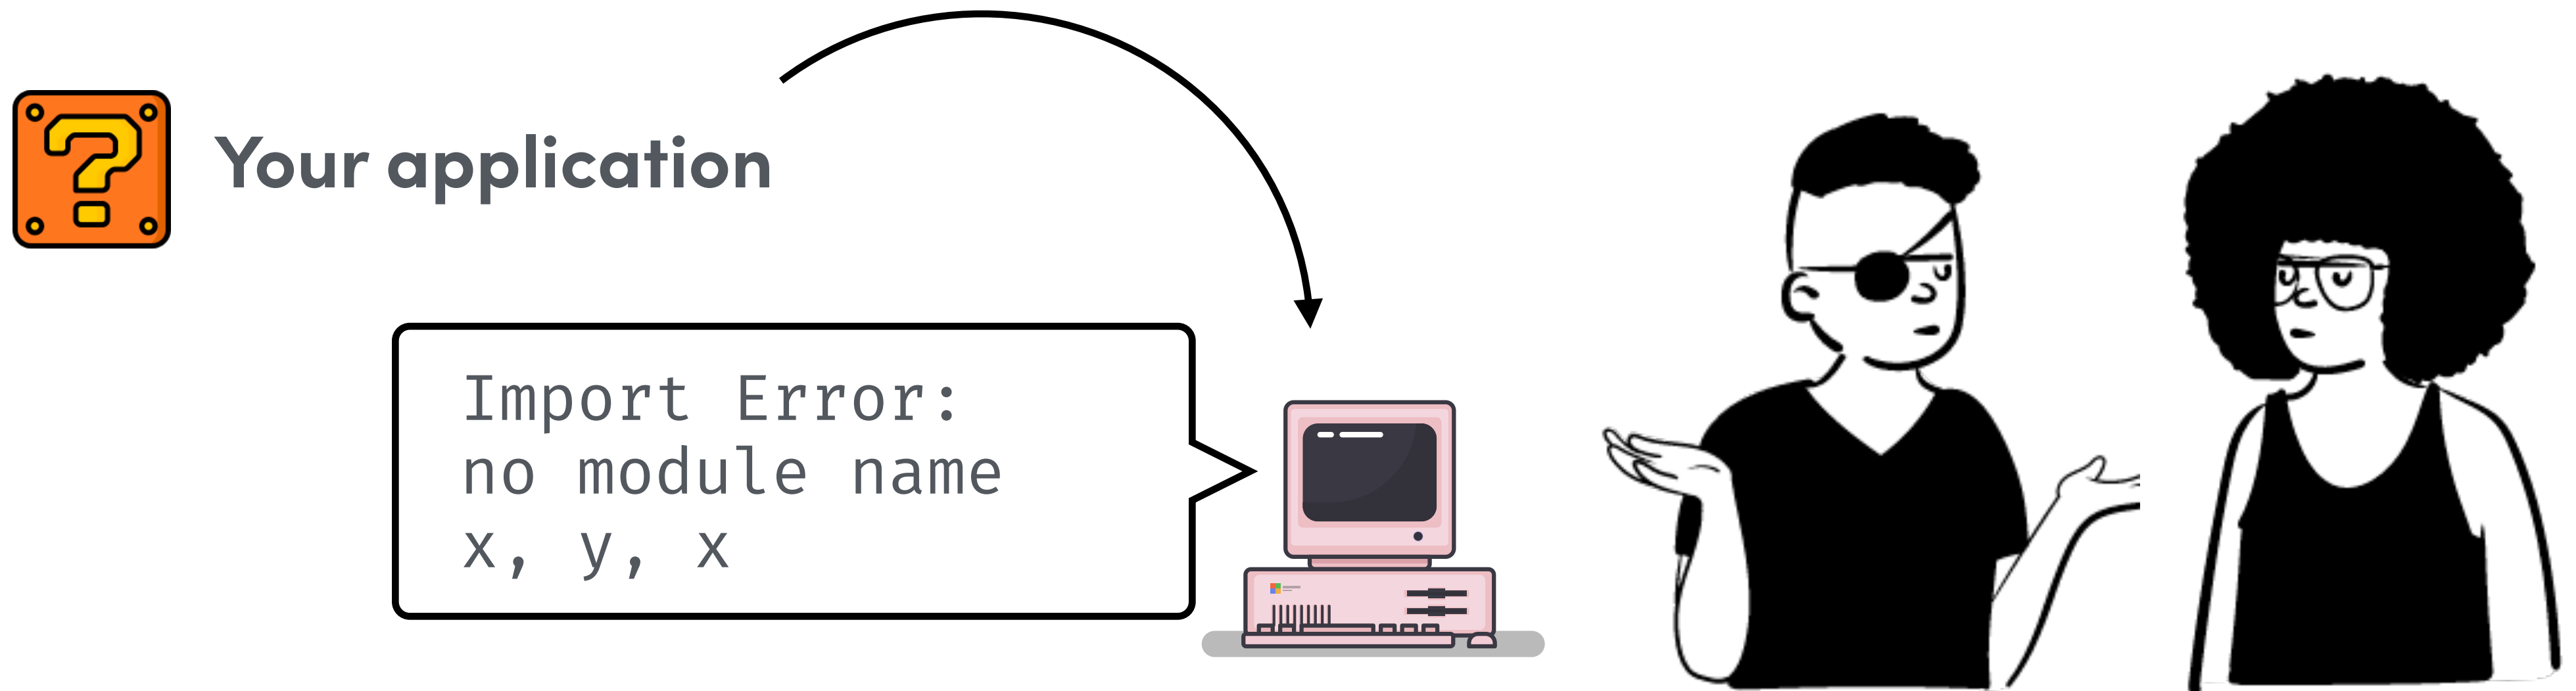 ?
Your application
Import Error:
no module name
x, y, x